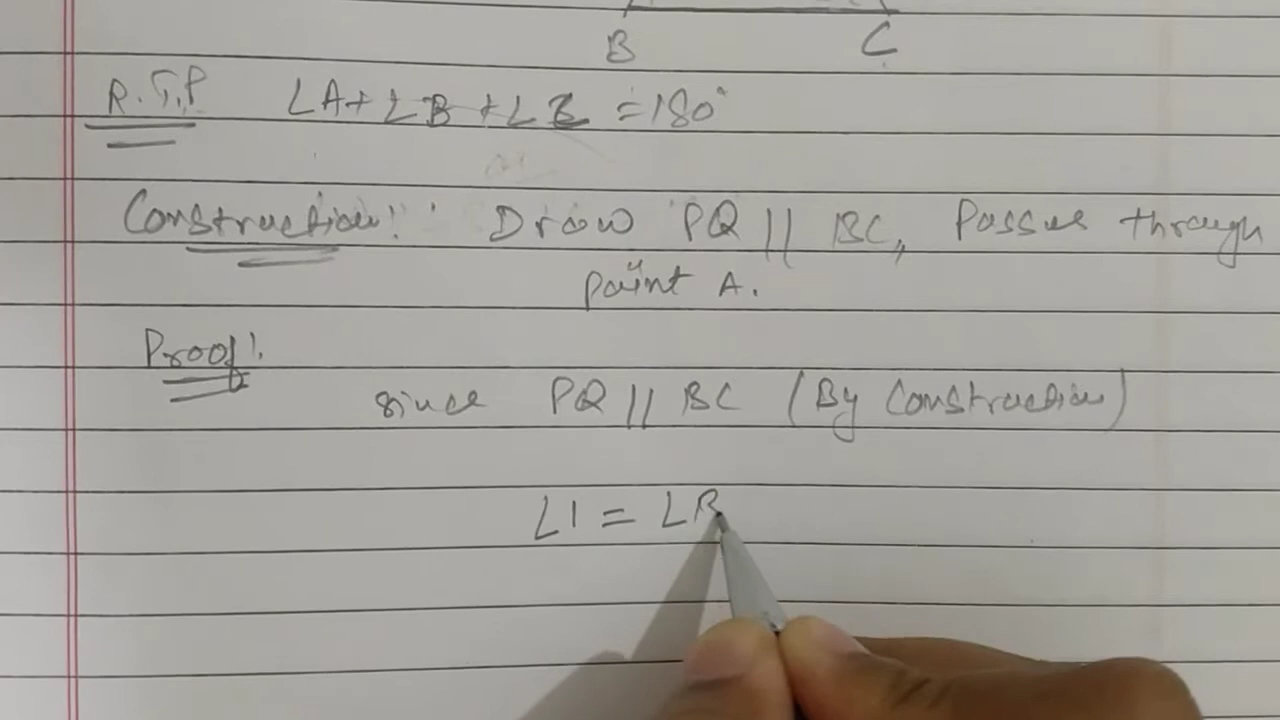 B C
R.T.P ∠A+∠B+∠C =180°
Construction: Draw PQ || BC, Passes through
point A.
Proof:
since PQ || BC (By Construction)
∠1 = ∠B